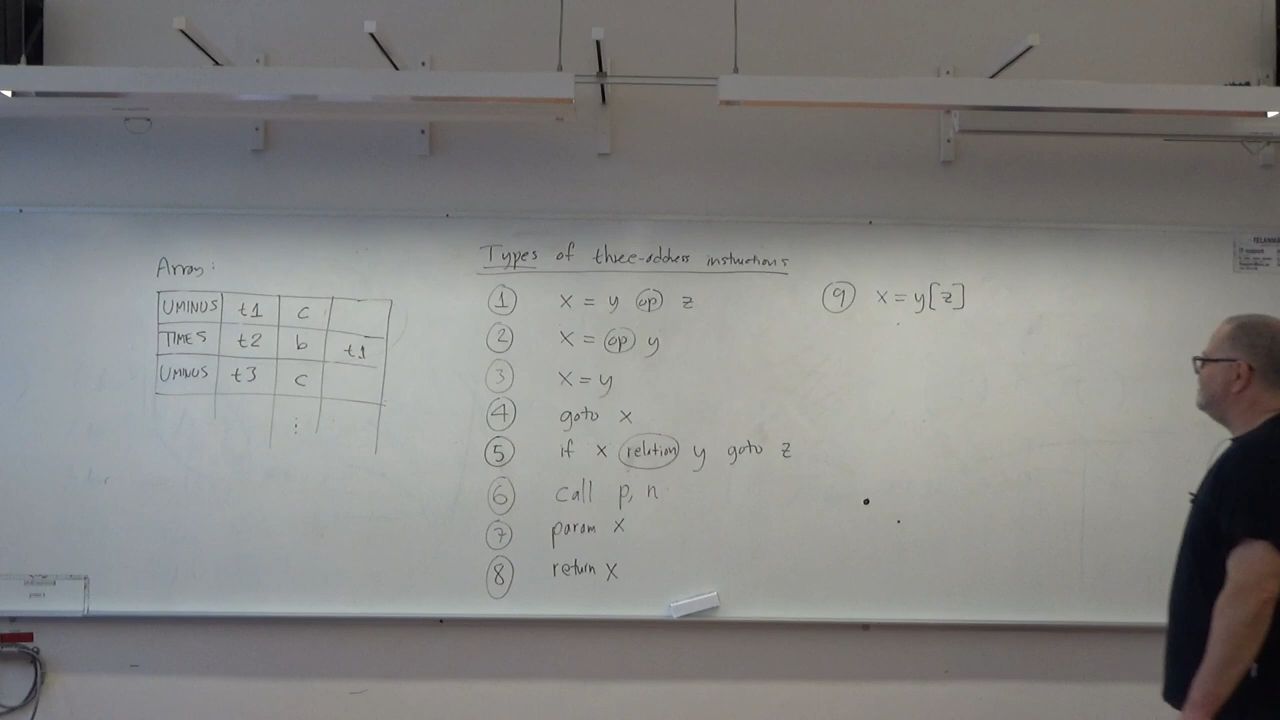 Array:
UMINUS t1 c
TIMES t2 b t1
UMINUS t3 c
⋮
Types of three-address instructions
1 x = y op z
2 x = op y
3 x = y
4 goto x
5 if x relation y goto z
6 call p, n
7 param x
8 return x
9 x = y[z]